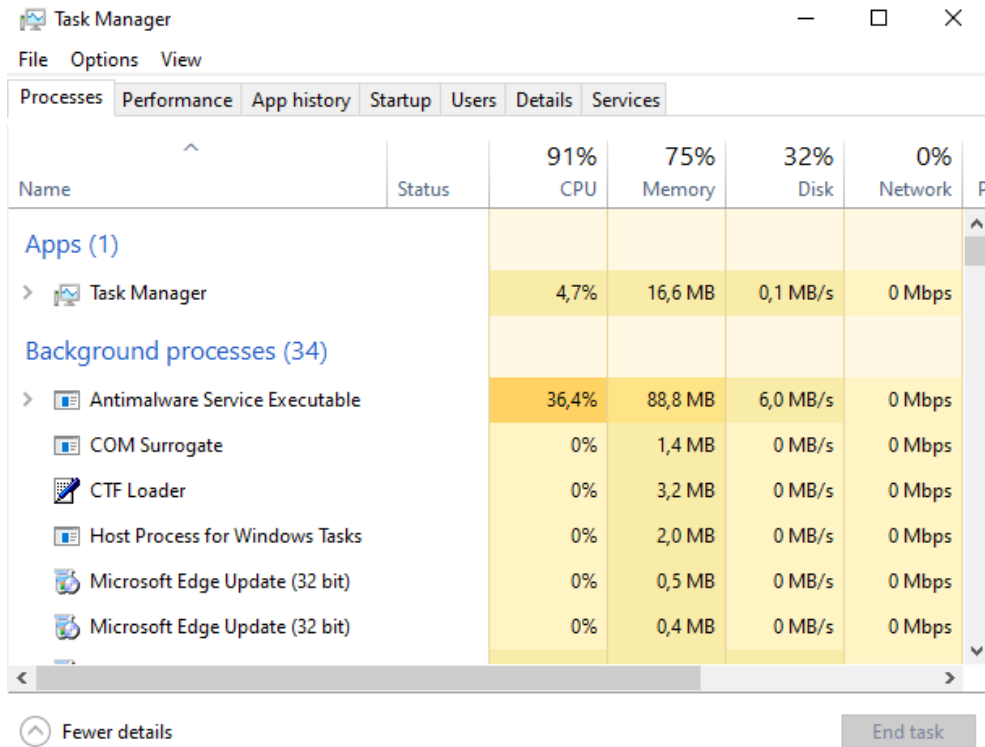 Task Manager
File Options View
Processes Performance App history Startup Users Details Services
91% 75% 32% 0%
Name Status CPU Memory Disk Network
Apps (1)
Task Manager 4,7% 16,6 MB 0,1 MB/s 0 Mbps
Background processes (34)
Antimalware Service Executable 36,4% 88,8 MB 6,0 MB/s 0 Mbps
COM Surrogate 0% 1,4 MB 0 MB/s 0 Mbps
CTF Loader 0% 3,2 MB 0 MB/s 0 Mbps
Host Process for Windows Tasks 0% 2,0 MB 0 MB/s 0 Mbps
Microsoft Edge Update (32 bit) 0% 0,5 MB 0 MB/s 0 Mbps
Microsoft Edge Update (32 bit) 0% 0,4 MB 0 MB/s 0 Mbps
Fewer details End task